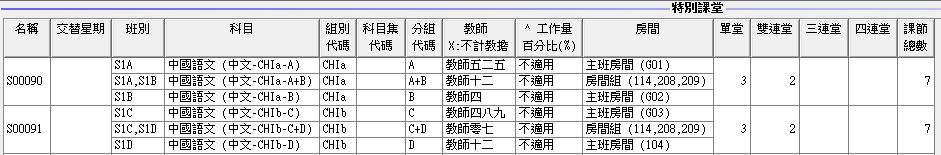 特別課堂
名稱 交替星期 班別 科目 組別代碼 科目集代碼 分組代碼 教師 X:不計教擔 ^ 工作量百分比(%) 房間 單堂 雙連堂 三連堂 四連堂 課節總數
S1A 中國語文 (中文-CHIa-A) CHIa A 教師五二五 不適用 主班房間 (G01)
S00090 S1A,S1B 中國語文 (中文-CHIa-A+B) CHIa A+B 教師十二 不適用 房間組 (114,208,209) 3 2 7
S1B 中國語文 (中文-CHIa-B) CHIa B 教師四 不適用 主班房間 (G02)
S1C 中國語文 (中文-CHIb-C) CHIb C 教師四八九 不適用 主班房間 (G03)
S00091 S1C,S1D 中國語文 (中文-CHIb-C+D) CHIb C+D 教師零七 不適用 房間組 (114,208,209) 3 2 7
S1D 中國語文 (中文-CHIb-D) CHIb D 教師十二 不適用 主班房間 (104)